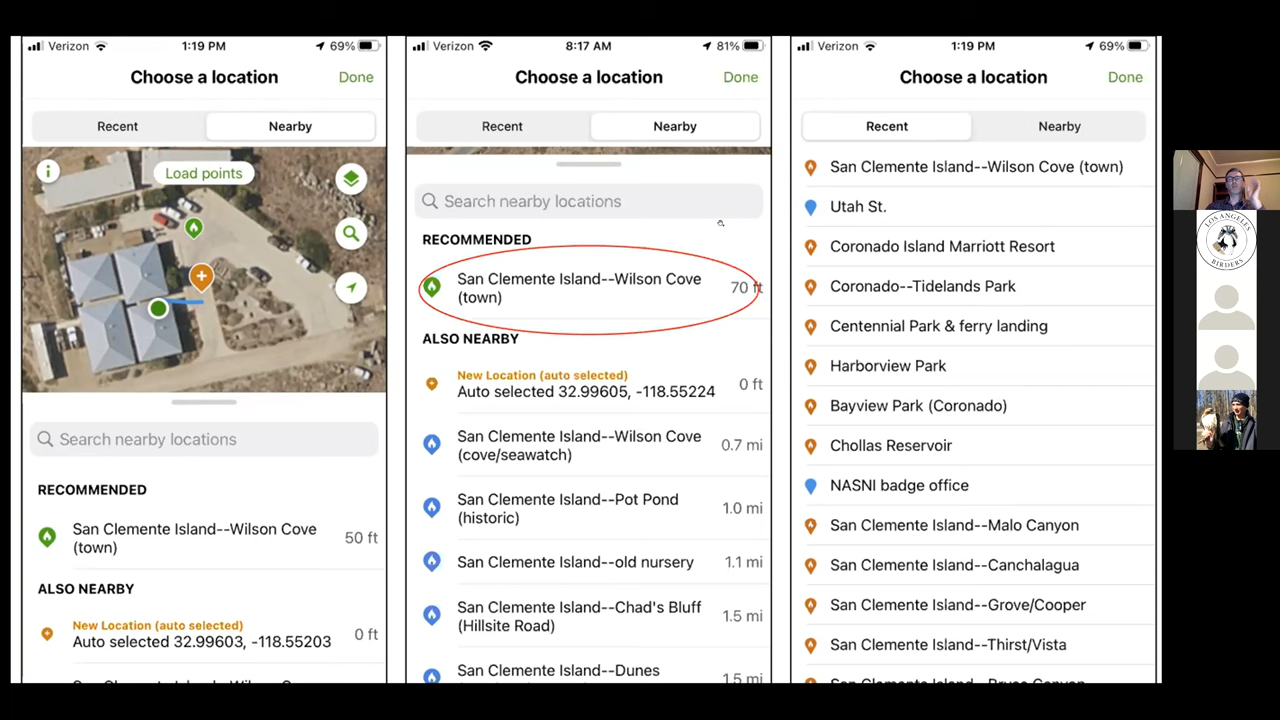 Verizon 1:19 PM 69%
Choose a location
Done
Recent
Nearby
Load points
Search nearby locations
RECOMMENDED
San Clemente Island--Wilson Cove
(town)
50 ft
ALSO NEARBY
New Location (auto selected)
Auto selected 32.99603, -118.55203
0 ft
Verizon 8:17 AM 81%
Choose a location
Done
Recent
Nearby
Search nearby locations
RECOMMENDED
San Clemente Island--Wilson Cove
(town)
70 ft
ALSO NEARBY
New Location (auto selected)
Auto selected 32.99605, -118.55224
0 ft
San Clemente Island--Wilson Cove
(cove/seawatch)
0.7 mi
San Clemente Island--Pot Pond
(historic)
1.0 mi
San Clemente Island--old nursery
1.1 mi
San Clemente Island--Chad's Bluff
(Hillsite Road)
1.5 mi
San Clemente Island--Dunes
1.5 mi
Verizon 1:19 PM 69%
Choose a location
Done
Recent
Nearby
San Clemente Island--Wilson Cove (town)
Utah St.
Coronado Island Marriott Resort
Coronado--Tidelands Park
Centennial Park & ferry landing
Harborview Park
Bayview Park (Coronado)
Chollas Reservoir
NASNI badge office
San Clemente Island--Malo Canyon
San Clemente Island--Canchalagua
San Clemente Island--Grove/Cooper
San Clemente Island--Thirst/Vista
LOS ANGELES
BIRDERS